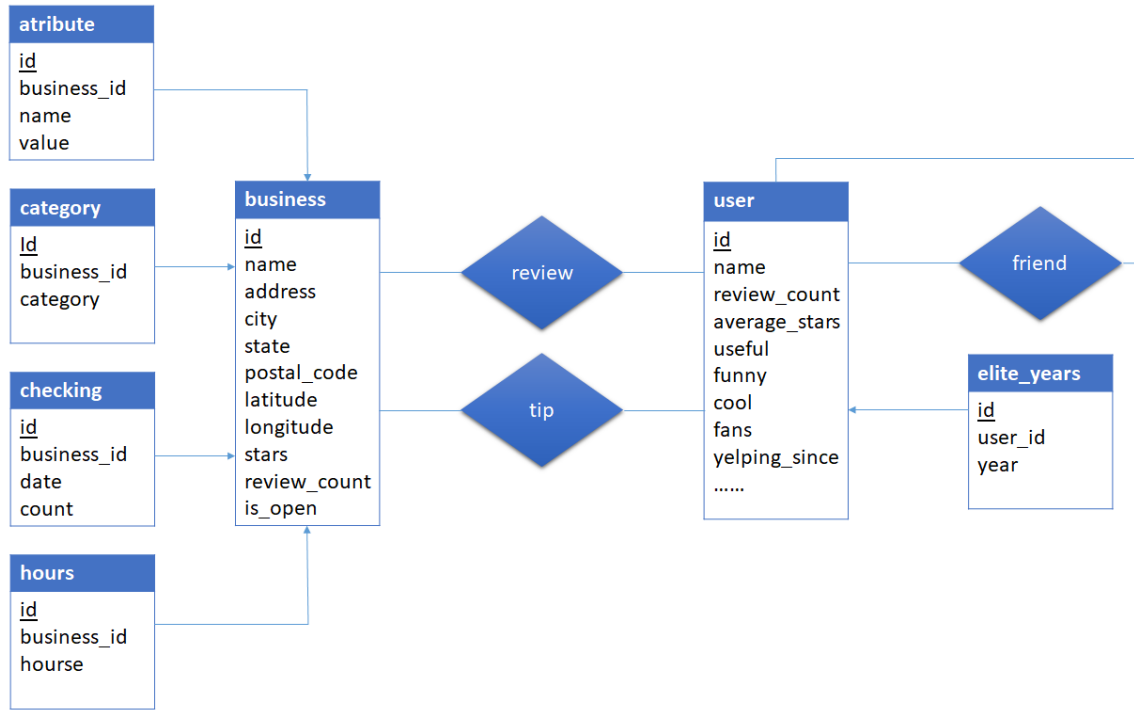 atribute
id
business_id
name
value
category
Id
business_id
category
checking
id
business_id
date
count
hours
id
business_id
hourse
business
id
name
address
city
state
postal_code
latitude
longitude
stars
review_count
is_open
review
tip
user
id
name
review_count
average_stars
useful
funny
cool
fans
yelping_since
......
friend
elite_years
id
user_id
year